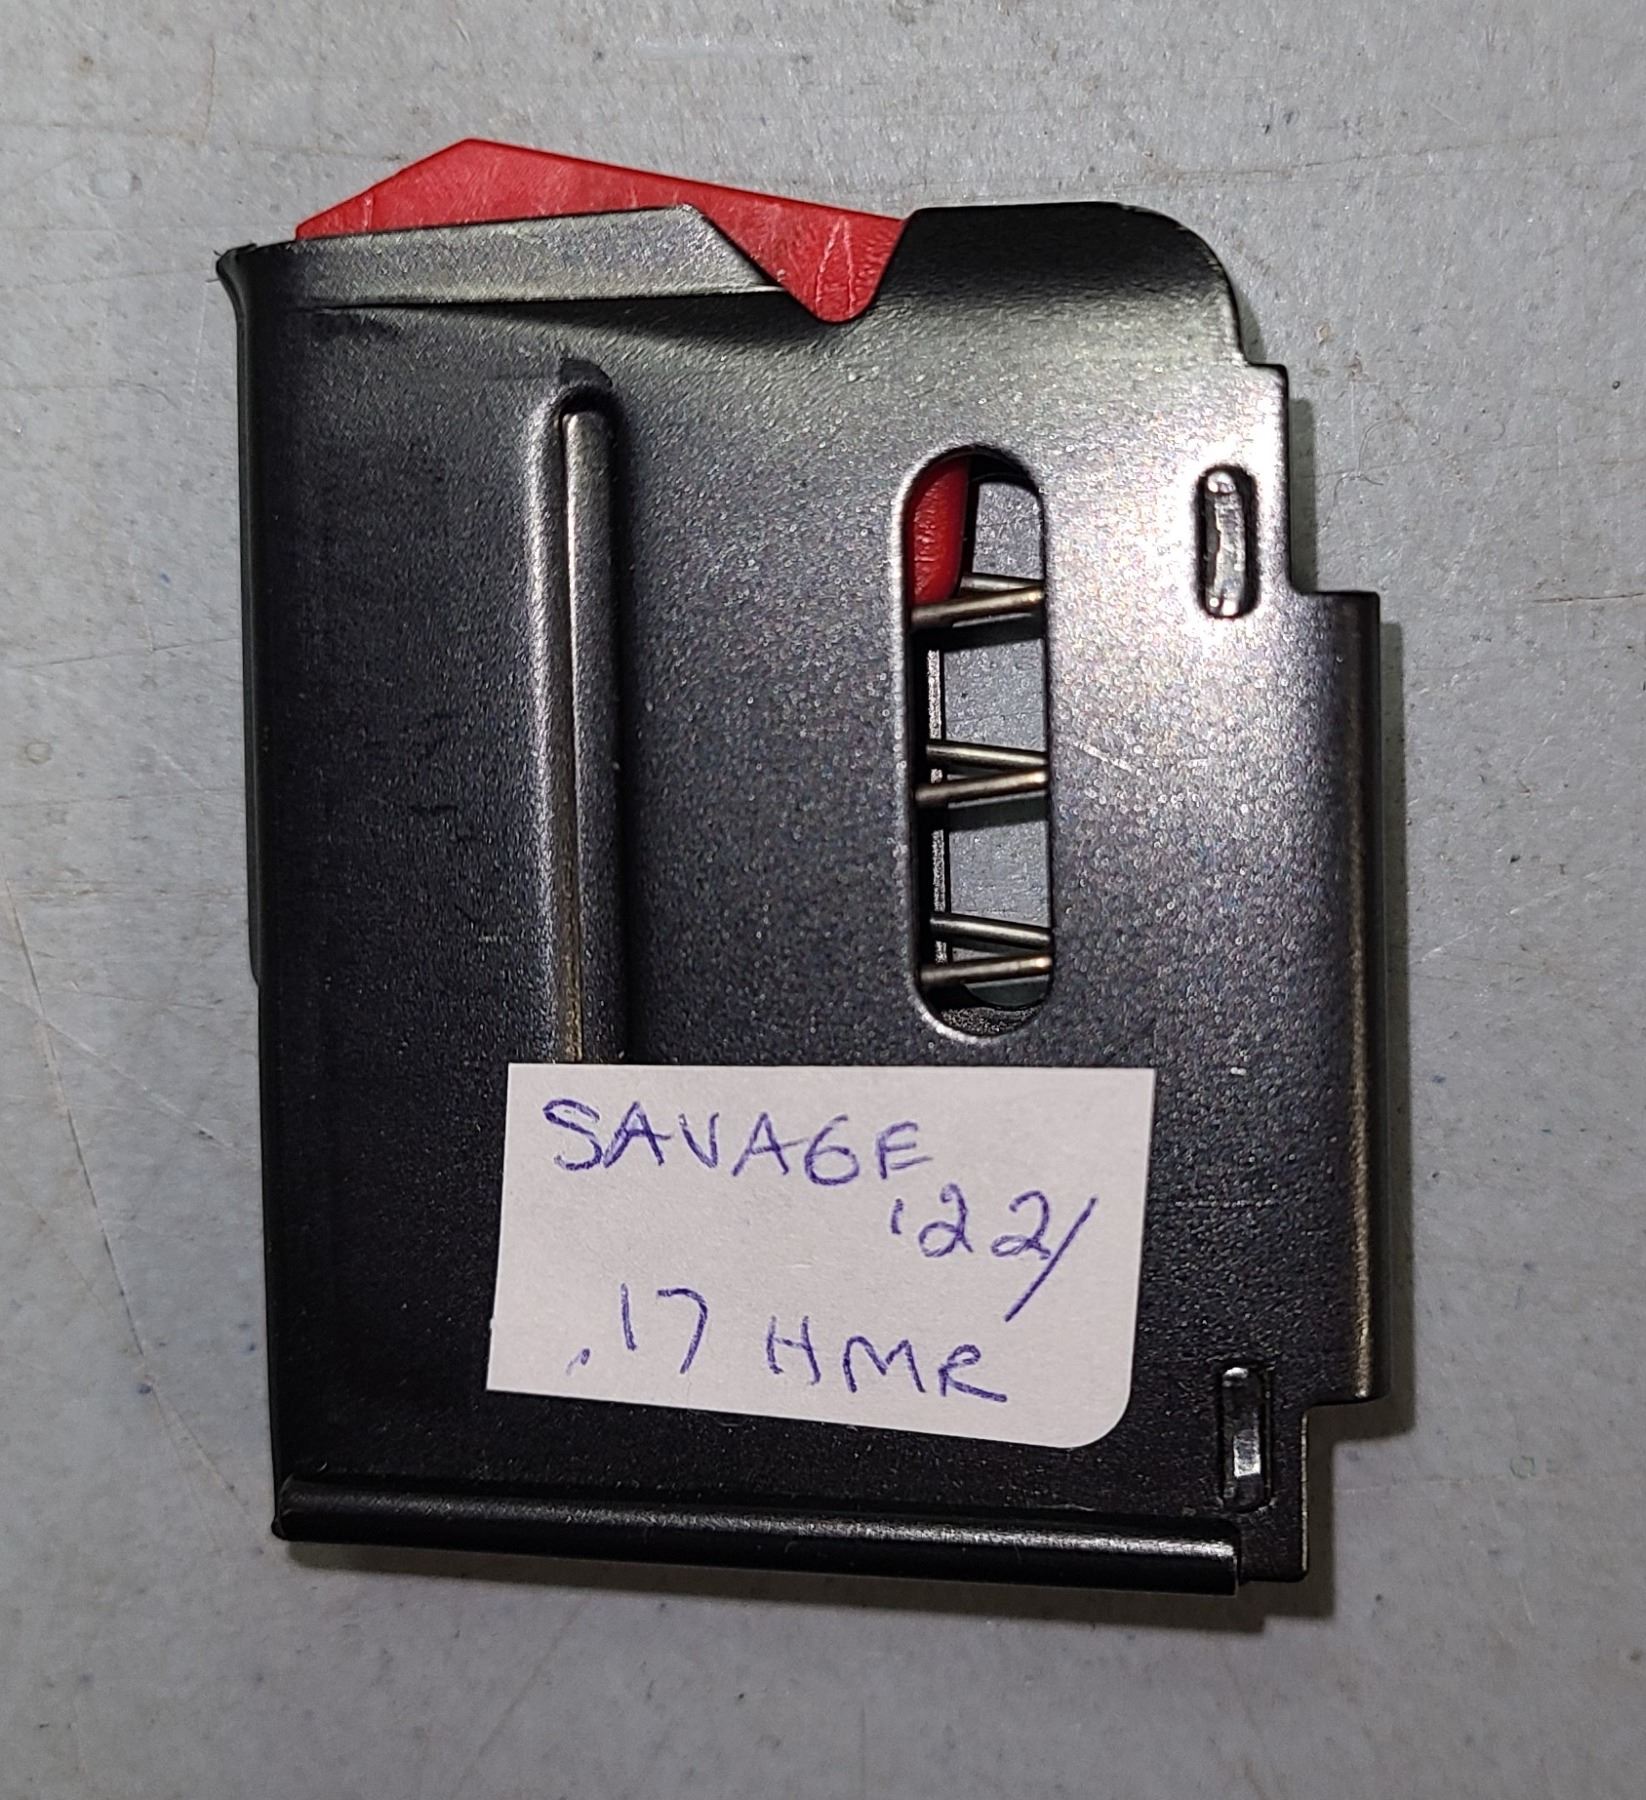 SAVAGE
'22/
.17 HMR